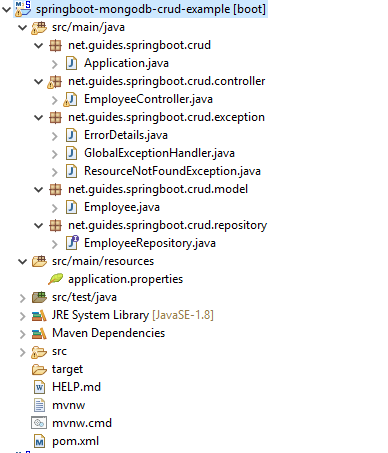 springboot-mongodb-crud-example [boot]
src/main/java
net.guides.springboot.crud
Application.java
net.guides.springboot.crud.controller
EmployeeController.java
net.guides.springboot.crud.exception
ErrorDetails.java
GlobalExceptionHandler.java
ResourceNotFoundException.java
net.guides.springboot.crud.model
Employee.java
net.guides.springboot.crud.repository
EmployeeRepository.java
src/main/resources
application.properties
src/test/java
JRE System Library [JavaSE-1.8]
Maven Dependencies
src
target
HELP.md
mvnw
mvnw.cmd
pom.xml